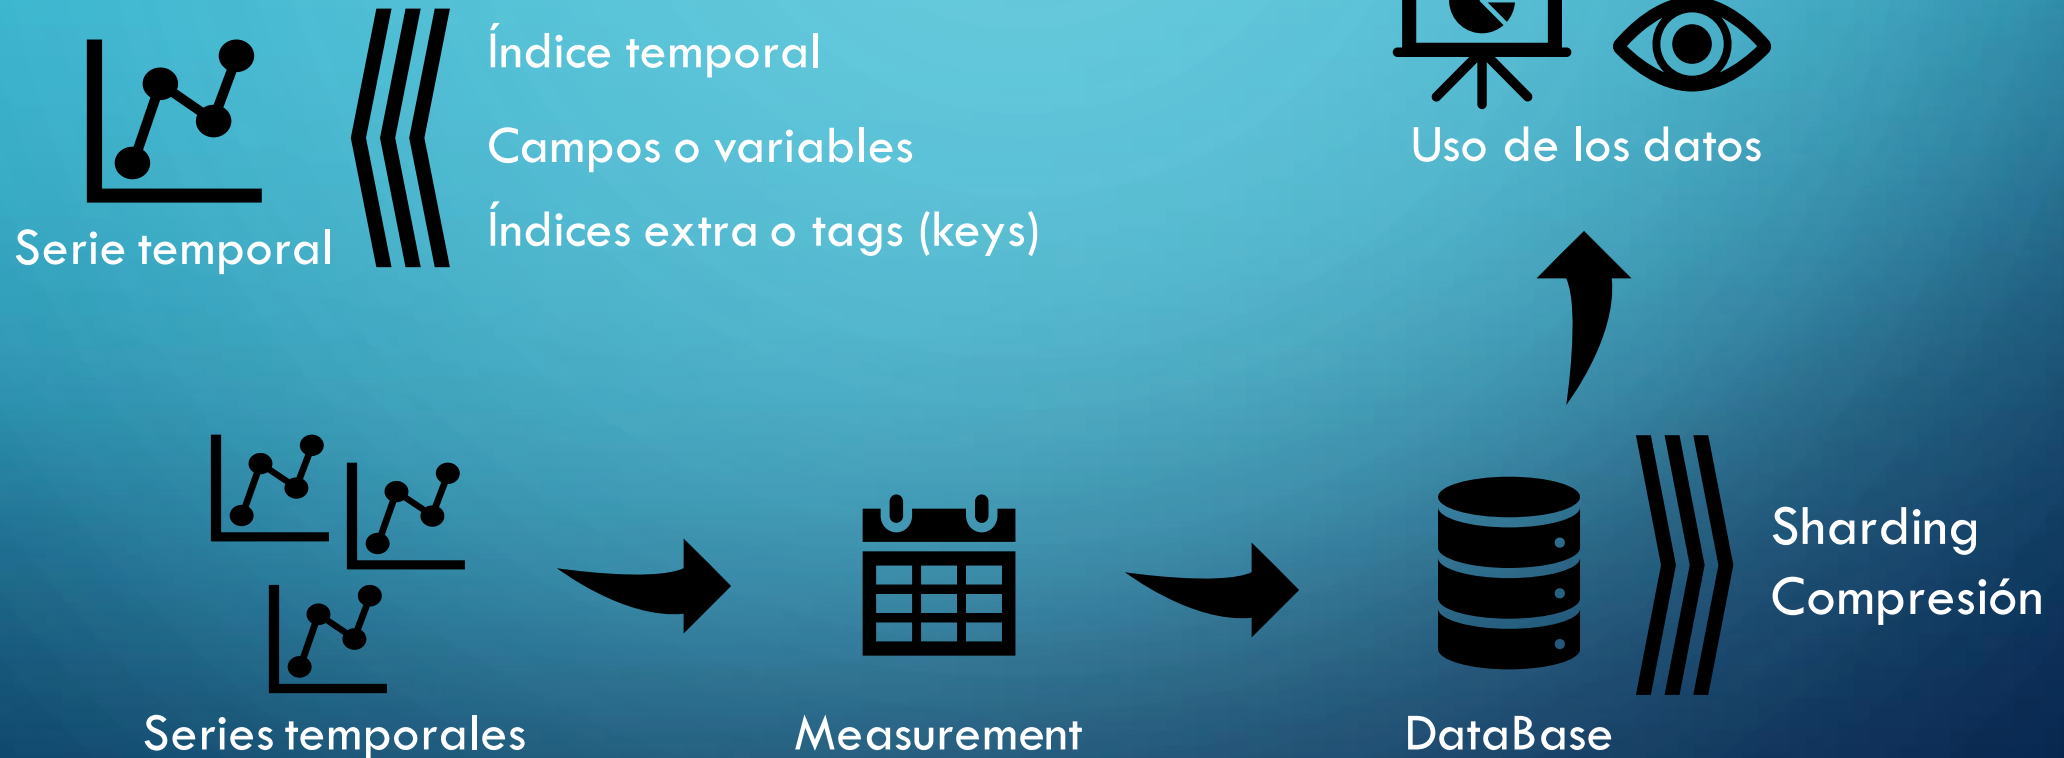 Índice temporal
Campos o variables
Índices extra o tags (keys)
Serie temporal
Uso de los datos
Sharding
Compresión
Series temporales
Measurement
DataBase